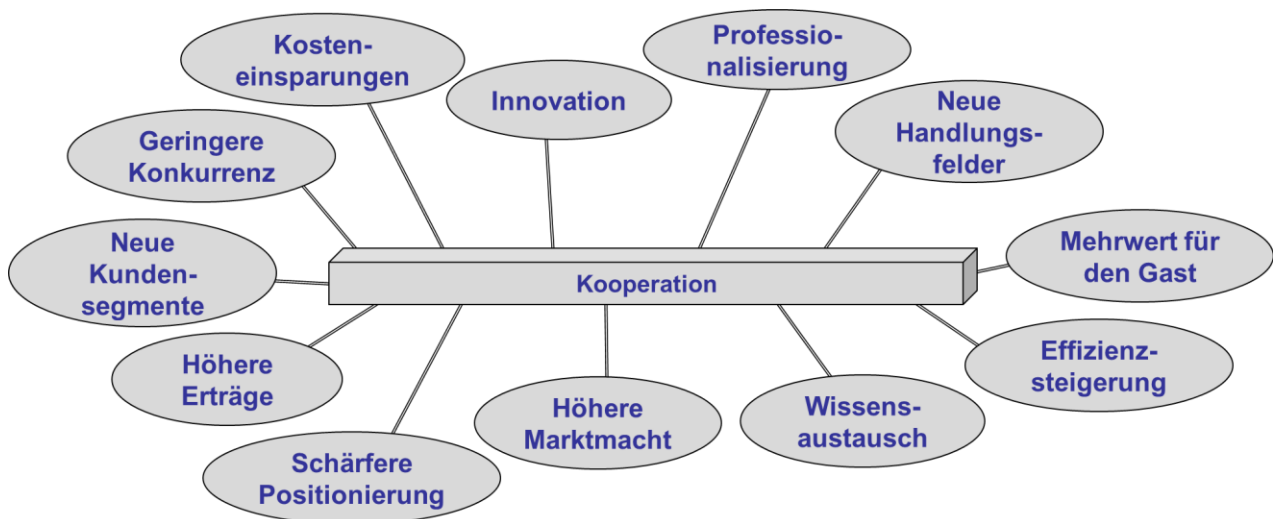 Kosten-
einsparungen
Professio-
nalisierung
Innovation
Neue
Handlungs-
felder
Geringere
Konkurrenz
Neue
Kunden-
segmente
Kooperation
Mehrwert für
den Gast
Höhere
Erträge
Effizienz-
steigerung
Höhere
Marktmacht
Wissens-
austausch
Schärfere
Positionierung